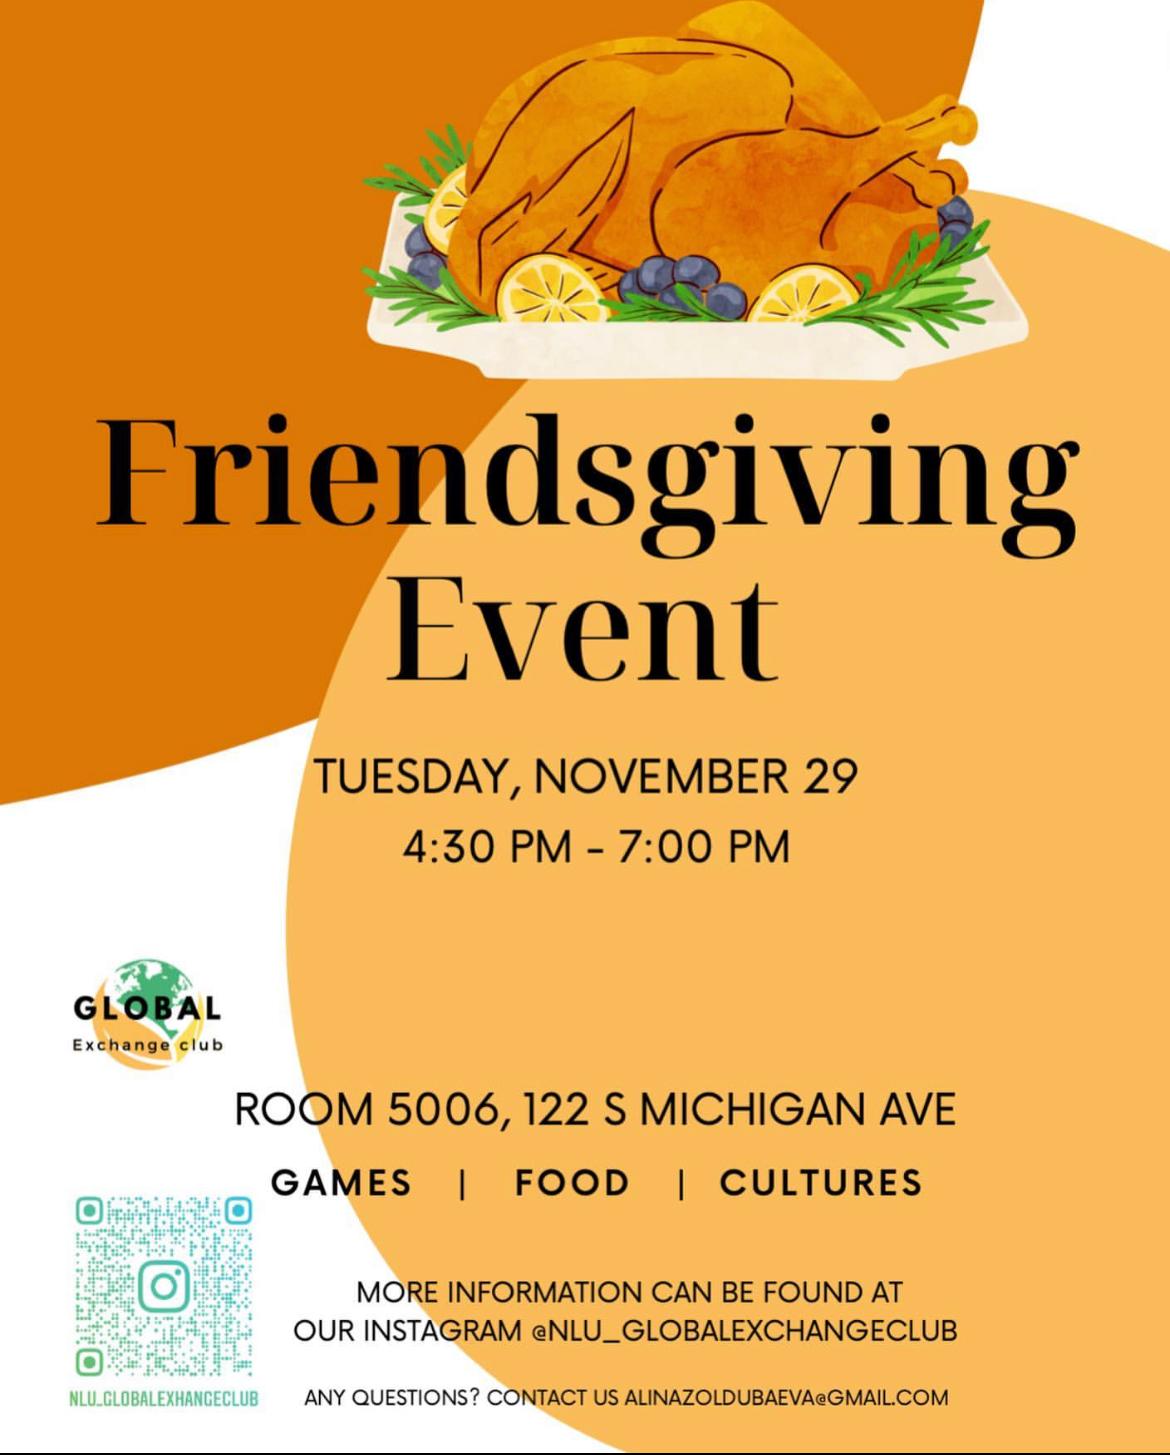 Friendsgiving
Event
TUESDAY, NOVEMBER 29
4:30 PM - 7:00 PM
GLOBAL
Exchange club
ROOM 5006, 122 S MICHIGAN AVE
GAMES | FOOD | CULTURES
MORE INFORMATION CAN BE FOUND AT
OUR INSTAGRAM @NLU_GLOBALEXCHANGECLUB
NLU_GLOBALEXHANGECLUB
ANY QUESTIONS? CONTACT US ALINAZOLDUBAEVA@GMAIL.COM